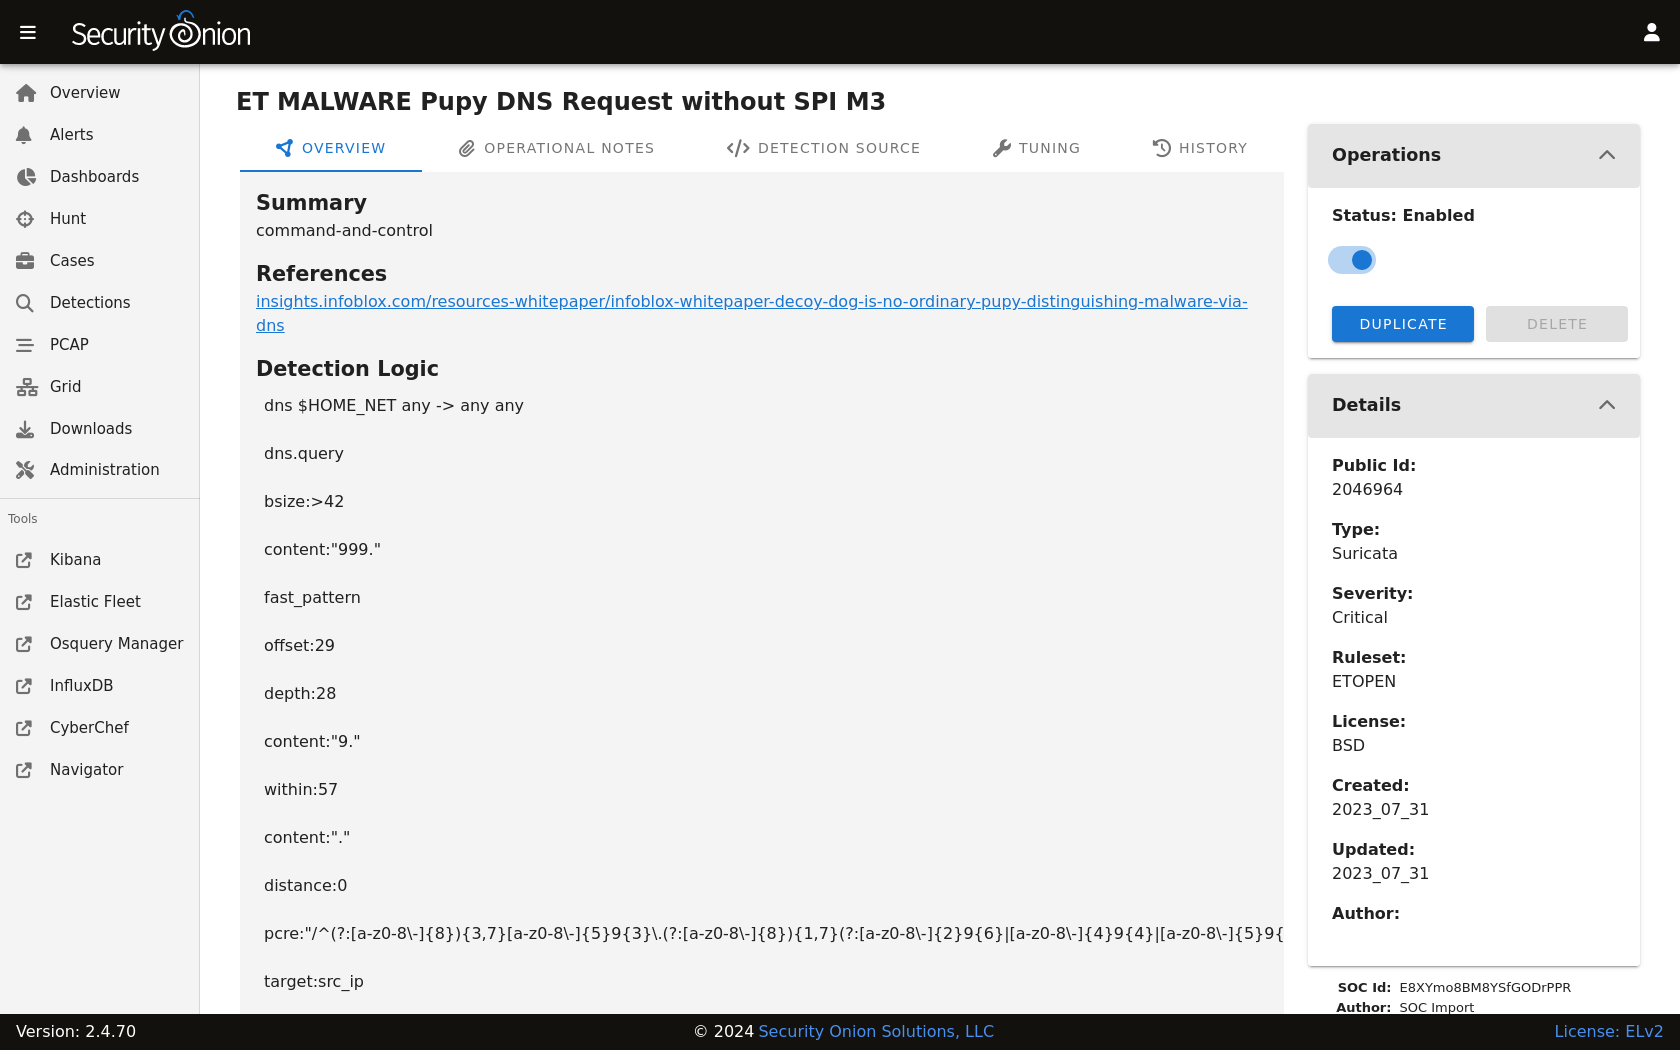 Security Onion
Overview
Alerts
Dashboards
Hunt
Cases
Detections
PCAP
Grid
Downloads
Administration
Tools
Kibana
Elastic Fleet
Osquery Manager
InfluxDB
CyberChef
Navigator
ET MALWARE Pupy DNS Request without SPI M3
OVERVIEW
OPERATIONAL NOTES
DETECTION SOURCE
TUNING
HISTORY
Summary
command-and-control
References
insights.infoblox.com/resources-whitepaper/infoblox-whitepaper-decoy-dog-is-no-ordinary-pupy-distinguishing-malware-via-
dns
Detection Logic
dns $HOME_NET any -> any any
dns.query
bsize:>42
content:"999."
fast_pattern
offset:29
depth:28
content:"9."
within:57
content:"."
distance:0
pcre:"/^(?:[a-z0-8\-]{8}){3,7}[a-z0-8\-]{5}9{3}\.(?:[a-z0-8\-]{8}){1,7}(?:[a-z0-8\-]{2}9{6}|[a-z0-8\-]{4}9{4}|[a-z0-8\-]{5}9{
target:src_ip
Operations
Status: Enabled
DUPLICATE
DELETE
Details
Public Id:
2046964
Type:
Suricata
Severity:
Critical
Ruleset:
ETOPEN
License:
BSD
Created:
2023_07_31
Updated:
2023_07_31
Author:
SOC Id: E8XYmo8BM8YSfGODrPPR
Author: SOC Import
Version: 2.4.70
© 2024 Security Onion Solutions, LLC
License: ELv2